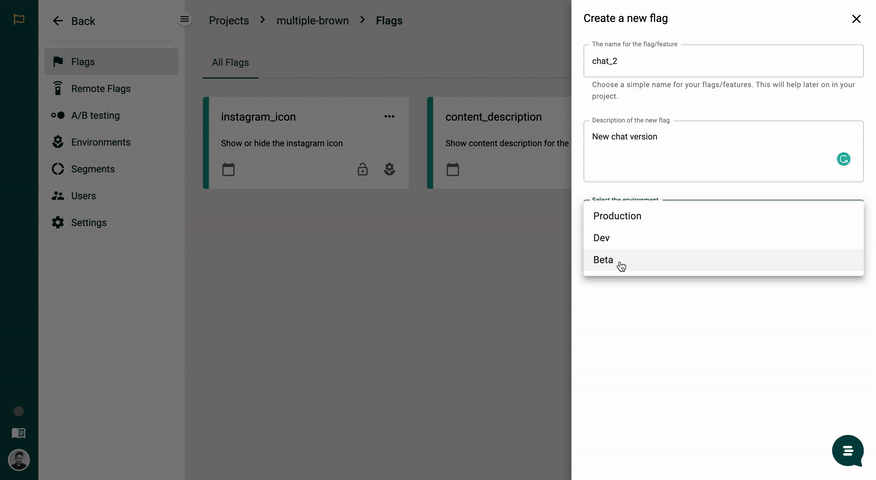 Back
Flags
Remote Flags
A/B testing
Environments
Segments
Users
Settings
Projects > multiple-brown > Flags
All Flags
instagram_icon
Show or hide the instagram icon
content_description
Show content description for the
Create a new flag
The name for the flag/feature
chat_2
Choose a simple name for your flags/features. This will help later on in your
project.
Description of the new flag
New chat version
Select the environment
Production
Dev
Beta